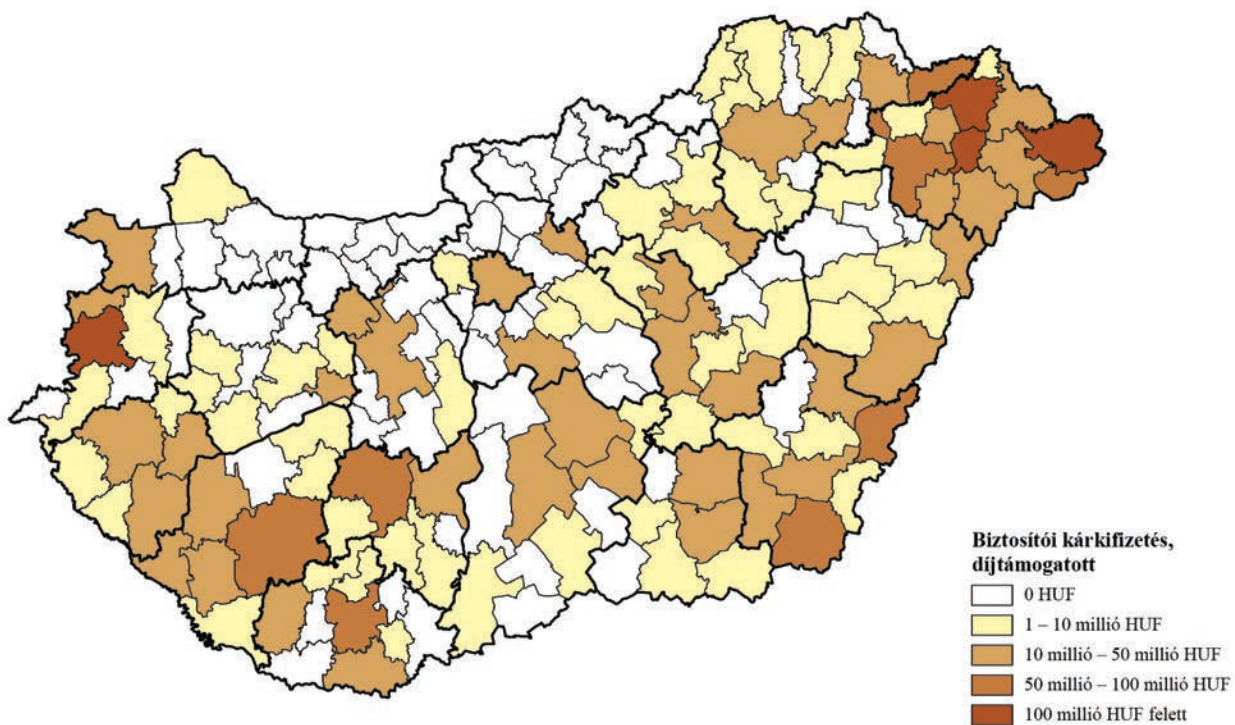 Biztosítói kárkifizetés,
díjtámogatott
0 HUF
1 – 10 millió HUF
10 millió – 50 millió HUF
50 millió – 100 millió HUF
100 millió HUF felett